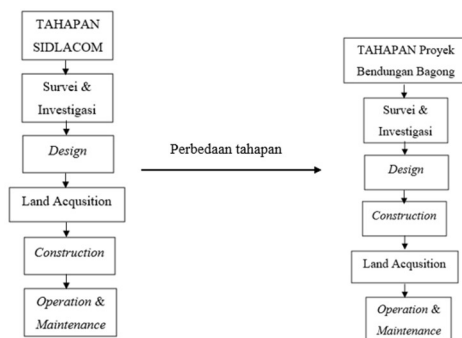 TAHAPAN
SIDLACOM
Survei &
Investigasi
Design
Land Acqusition
Construction
Operation &
Maintenance
Perbedaan tahapan
TAHAPAN Proyek
Bendungan Bagong
Survei &
Investigasi
Design
Construction
Land Acqusition
Operation &
Maintenance